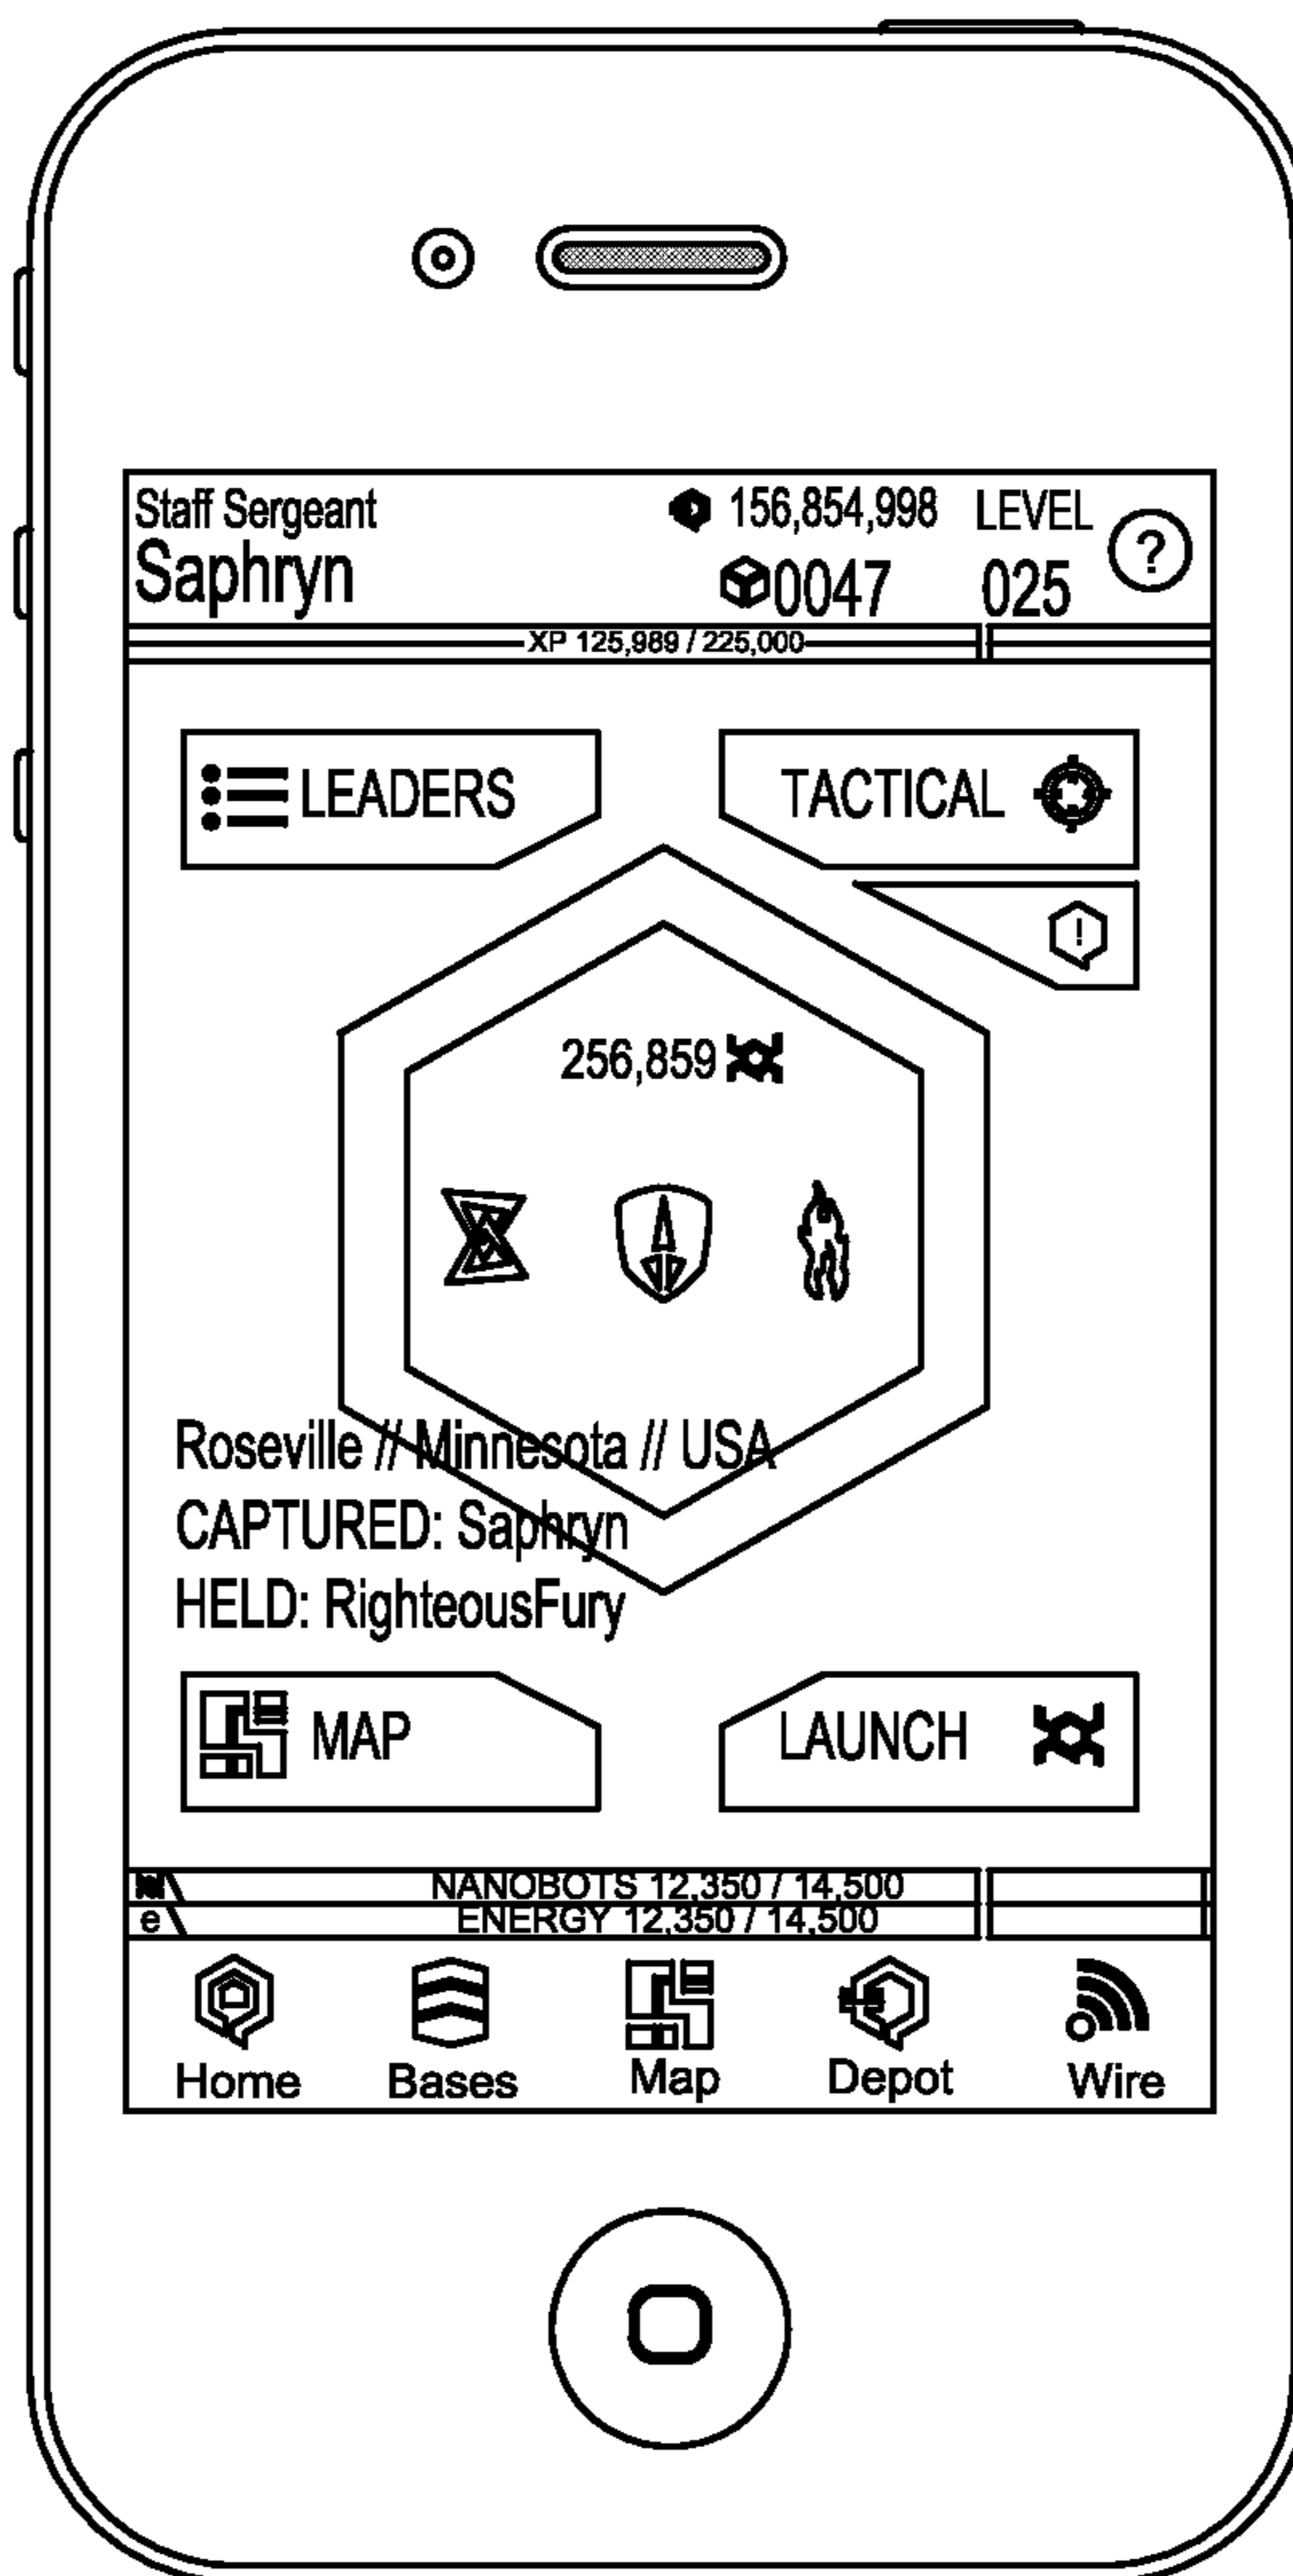 Staff Sergeant
Saphryn
156,854,998
0047
LEVEL
025
?
XP 125,989 / 225,000
LEADERS
TACTICAL
!
256,859
Roseville // Minnesota // USA
CAPTURED: Saphryn
HELD: RighteousFury
MAP
LAUNCH
NANOBOTS 12,350 / 14,500
e ENERGY 12,350 / 14,500
Home Bases Map Depot Wire